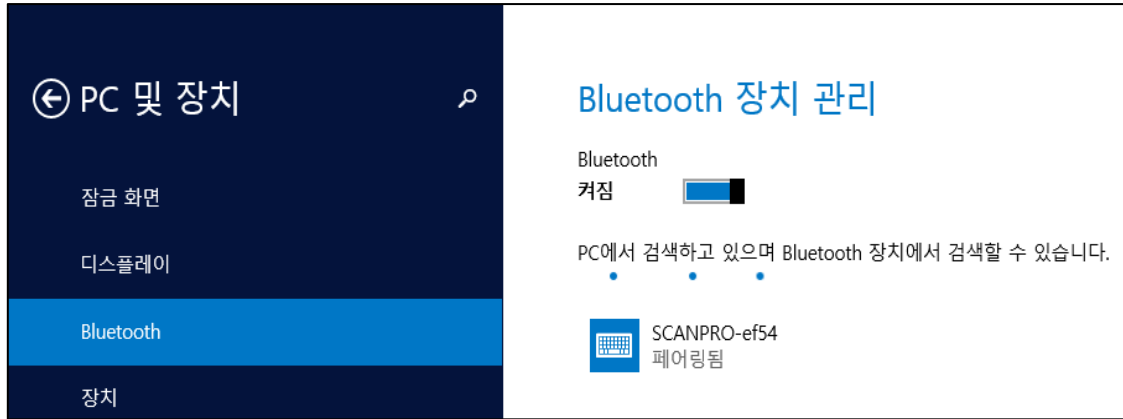 PC 및 장치
잠금 화면
디스플레이
Bluetooth
장치
Bluetooth 장치 관리
Bluetooth
켜짐
PC에서 검색하고 있으며 Bluetooth 장치에서 검색할 수 있습니다.
SCANPRO-ef54
페어링됨